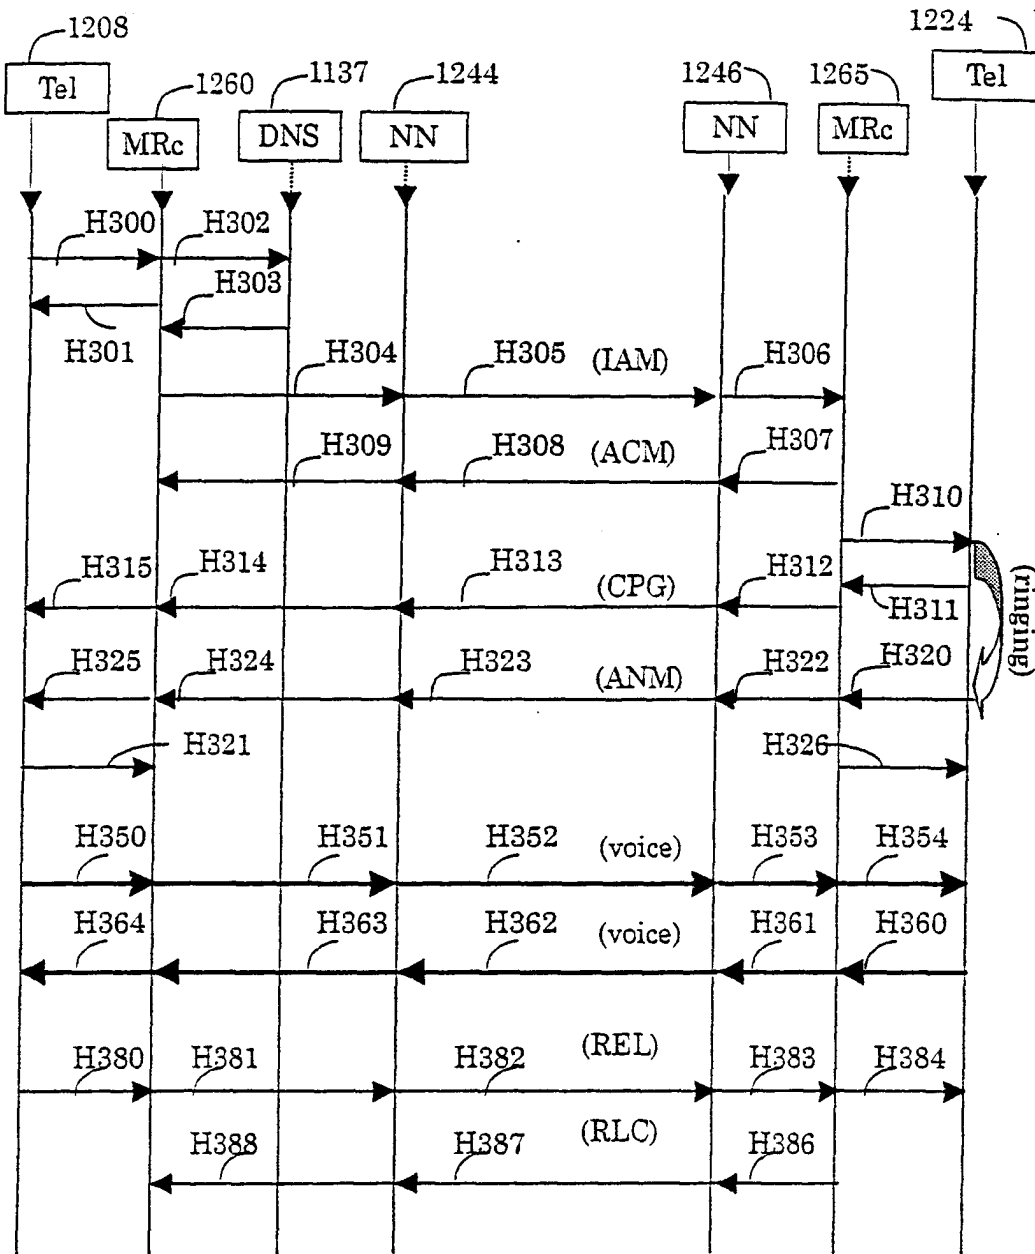 1208 1224
Tel 1260 1137 1244 1246 1265 Tel
MRc DNS NN NN MRc
H300 H302
H303
H301
H304 H305 (IAM) H306
H309 H308 (ACM) H307
H310
H315 H314 H313 (CPG) H312
H311
(ringing)
H325 H324 H323 (ANM) H322 H320
H321 H326
H350 H351 H352 (voice) H353 H354
H364 H363 H362 (voice) H361 H360
H380 H381 H382 (REL) H383 H384
H388 H387 (RLC) H386